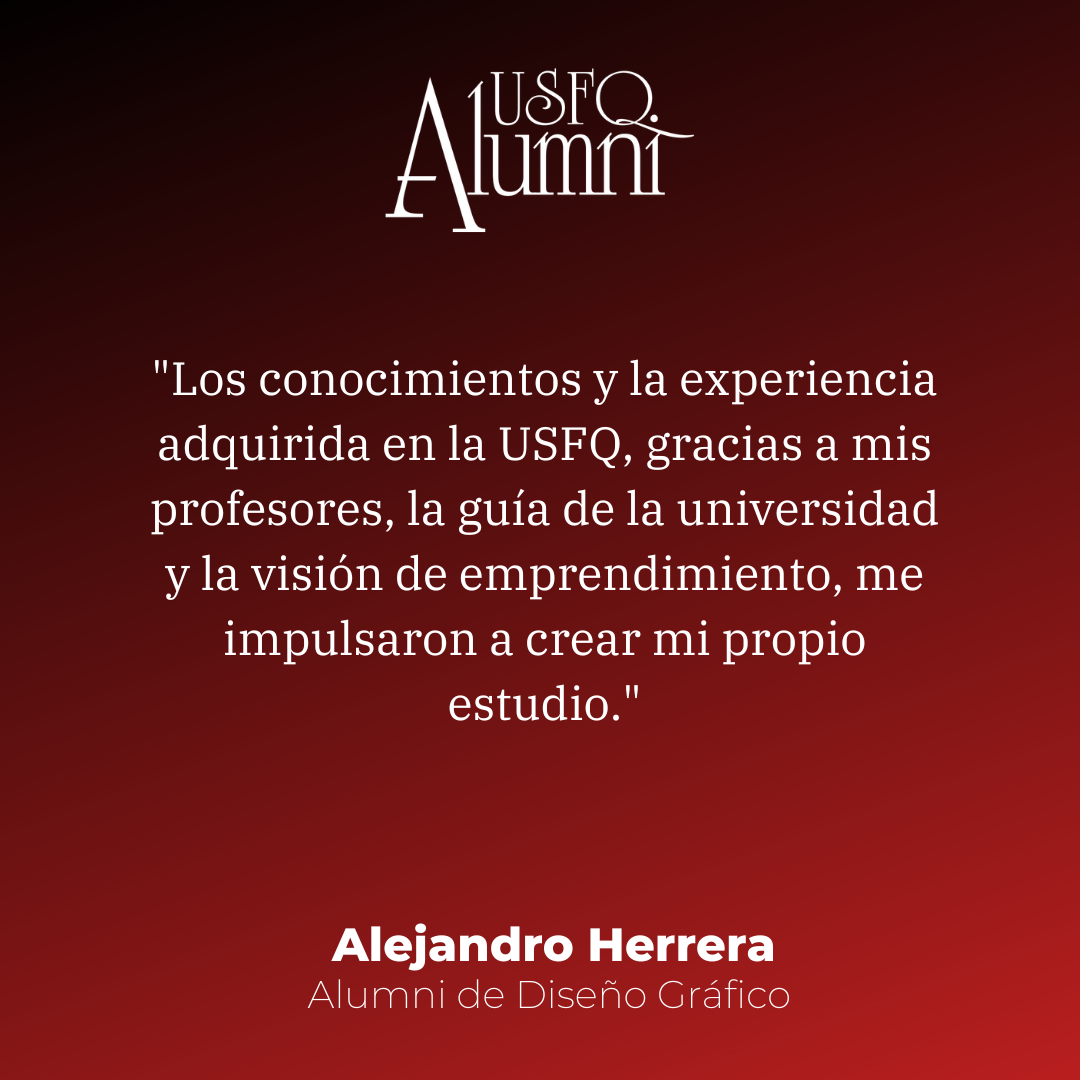 USFQ
Alumni
"Los conocimientos y la experiencia
adquirida en la USFQ, gracias a mis
profesores, la guía de la universidad
y la visión de emprendimiento, me
impulsaron a crear mi propio
estudio."
Alejandro Herrera
Alumni de Diseño Gráfico